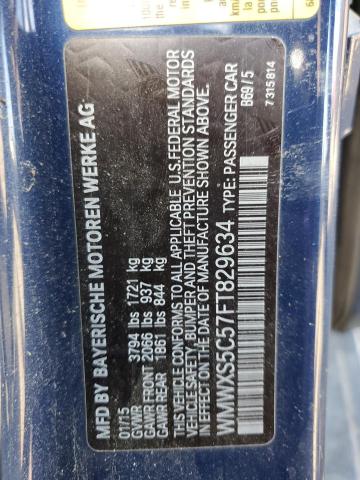 MFD BY BAYERISCHE MOTOREN WERKE AG
01/15
GVWR 3794 lbs 1721 kg
GAWR FRONT 2066 lbs 937 kg
GAWR REAR 1861 lbs 844 kg
THIS VEHICLE CONFORMS TO ALL APPLICABLE U.S.FEDERAL MOTOR
VEHICLE SAFETY, BUMPER AND THEFT PREVENTION STANDARDS
IN EFFECT ON THE DATE OF MANUFACTURE SHOWN ABOVE.
WMWXS5C57FT829634 TYPE: PASSENGER CAR
B69/5
7315814